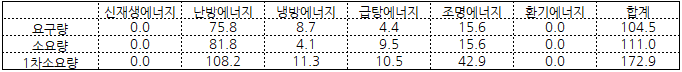 신재생에너지 난방에너지 냉방에너지 급탕에너지 조명에너지 환기에너지 합계
요구량 0.0 75.8 8.7 4.4 15.6 0.0 104.5
소요량 0.0 81.8 4.1 9.5 15.6 0.0 111.0
1차소요량 0.0 108.2 11.3 10.5 42.9 0.0 172.9